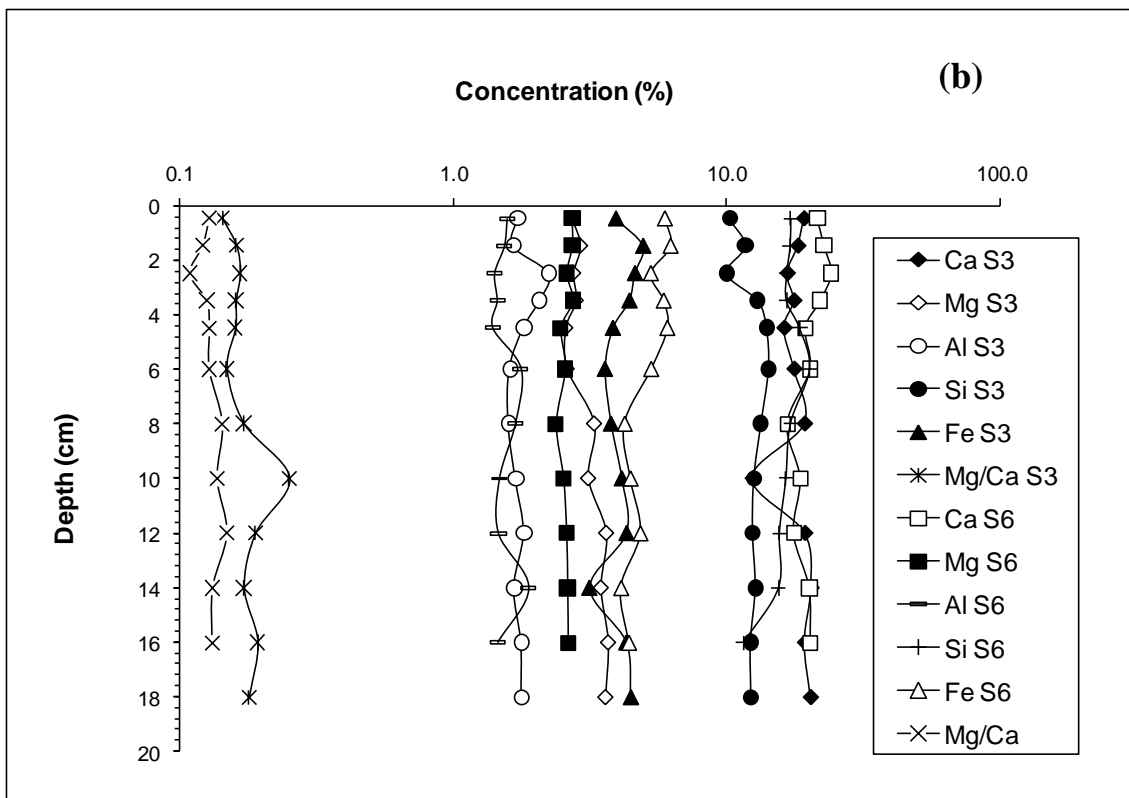 (b)
Concentration (%)
0.1 1.0 10.0 100.0
0
2
4
6
8
10
12
14
16
18
20
Depth (cm)
Ca S3
Mg S3
Al S3
Si S3
Fe S3
Mg/Ca S3
Ca S6
Mg S6
Al S6
Si S6
Fe S6
Mg/Ca